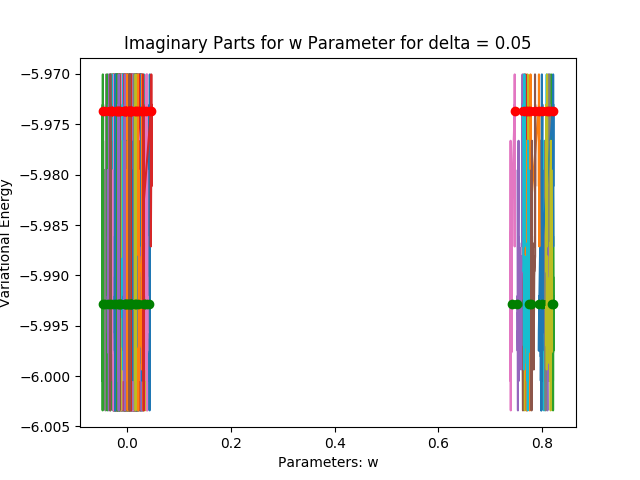 Imaginary Parts for w Parameter for delta = 0.05
Variational Energy
−5.970
−5.975
−5.980
−5.985
−5.990
−5.995
−6.000
−6.005
0.0 0.2 0.4 0.6 0.8
Parameters: w